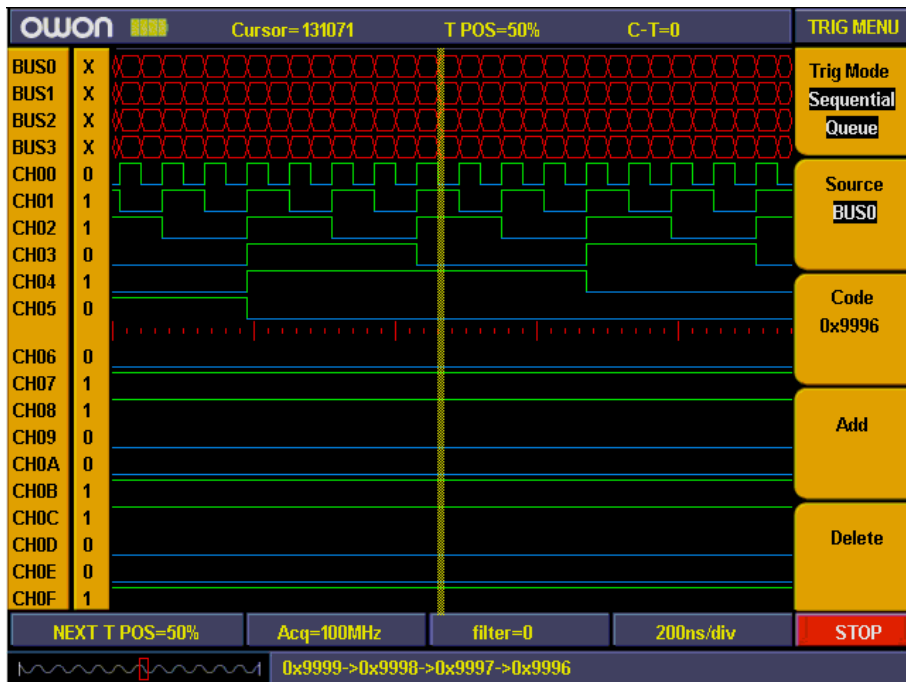 OWON Cursor=131071 T POS=50% C-T=0 TRIG MENU
BUS0 X
BUS1 X
BUS2 X
BUS3 X
CH00 0
CH01 1
CH02 1
CH03 0
CH04 1
CH05 0
CH06 0
CH07 1
CH08 1
CH09 0
CH0A 0
CH0B 1
CH0C 1
CH0D 0
CH0E 0
CH0F 1
Trig Mode
Sequential
Queue
Source
BUS0
Code
0x9996
Add
Delete
NEXT T POS=50% Acq=100MHz filter=0 200ns/div STOP
0x9999->0x9998->0x9997->0x9996